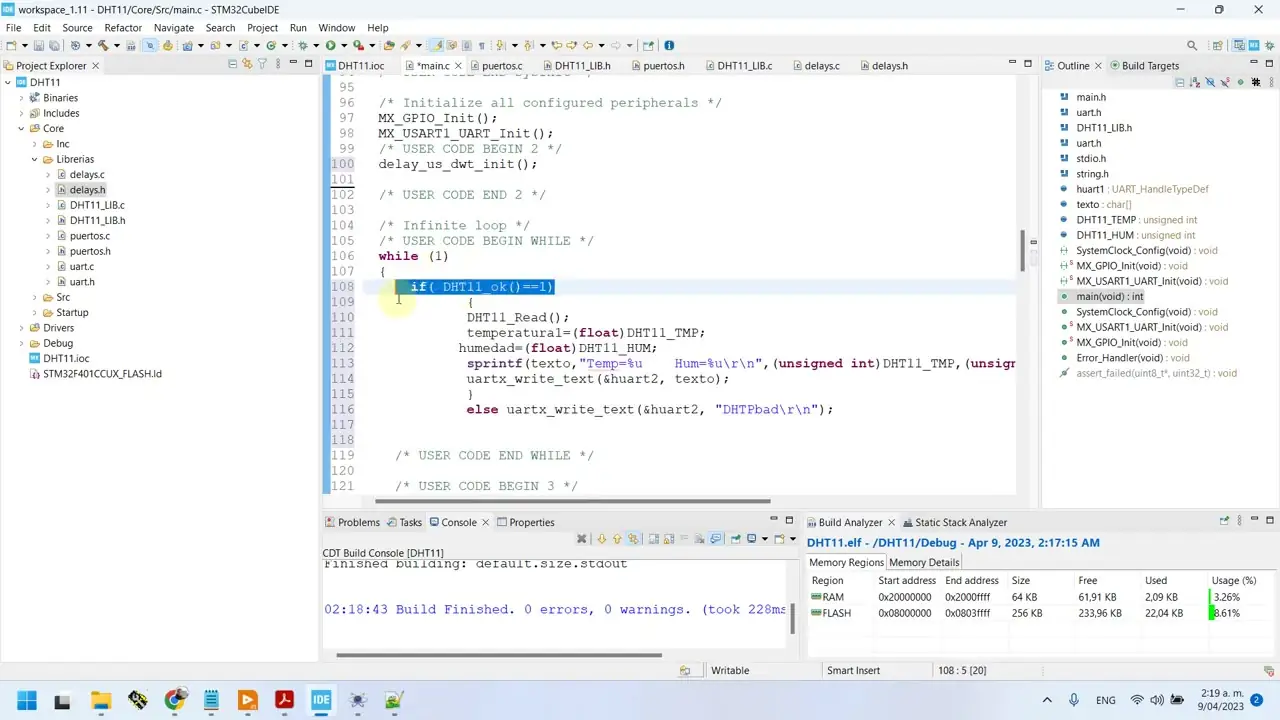 workspace_1.11 - DHT11/Core/Src/main.c - STM32CubeIDE
File Edit Source Refactor Navigate Search Project Run Window Help
Project Explorer
DHT11
Binaries
Includes
Core
Inc
Librerias
delays.c
delays.h
DHT11_LIB.c
DHT11_LIB.h
puertos.c
puertos.h
uart.c
uart.h
Src
Startup
Drivers
Debug
DHT11.ioc
STM32F401CCUX_FLASH.ld
DHT11.ioc *main.c puertos.c DHT11_LIB.h puertos.h DHT11_LIB.c delays.c delays.h
95
96 /* Initialize all configured peripherals */
97 MX_GPIO_Init();
98 MX_USART1_UART_Init();
99 /* USER CODE BEGIN 2 */
100 delay_us_dwt_init();
101
102 /* USER CODE END 2 */
103
104 /* Infinite loop */
105 /* USER CODE BEGIN WHILE */
106 while (1)
107 {
108 if( DHT11_ok()==1)
109 {
110 DHT11_Read();
111 temperatura1=(float)DHT11_TMP;
112 humedad=(float)DHT11_HUM;
113 sprintf(texto,"Temp=%u Hum=%u\r\n",(unsigned int)DHT11_TMP,(unsign
114 uartx_write_text(&huart2, texto);
115 }
116 else uartx_write_text(&huart2, "DHTPbad\r\n");
117
118
119 /* USER CODE END WHILE */
120
121 /* USER CODE BEGIN 3 */
Outline Build Targets
main.h
uart.h
DHT11_LIB.h
uart.h
stdio.h
string.h
huart1 : UART_HandleTypeDef
texto : char[]
DHT11_TEMP : unsigned int
DHT11_HUM : unsigned int
SystemClock_Config(void) : void
MX_GPIO_Init(void) : void
MX_USART1_UART_Init(void) : void
main(void) : int
SystemClock_Config(void) : void
MX_USART1_UART_Init(void) : void
MX_GPIO_Init(void) : void
Error_Handler(void) : void
assert_failed(uint8_t*, uint32_t) : void
Problems Tasks Console Properties
CDT Build Console [DHT11]
Finished building: default.size.stdout
02:18:43 Build Finished. 0 errors, 0 warnings. (took 228ms
Build Analyzer Static Stack Analyzer
DHT11.elf - /DHT11/Debug - Apr 9, 2023, 2:17:15 AM
Memory Regions Memory Details
Region Start address End address Size Free Used Usage (%)
RAM 0x20000000 0x2000ffff 64 KB 61,91 KB 2,09 KB 3.26%
FLASH 0x08000000 0x0803ffff 256 KB 233,96 KB 22,04 KB 8.61%
Writable Smart Insert 108 : 5 [20]
IDE
ENG
2:19 a. m.
9/04/2023
2